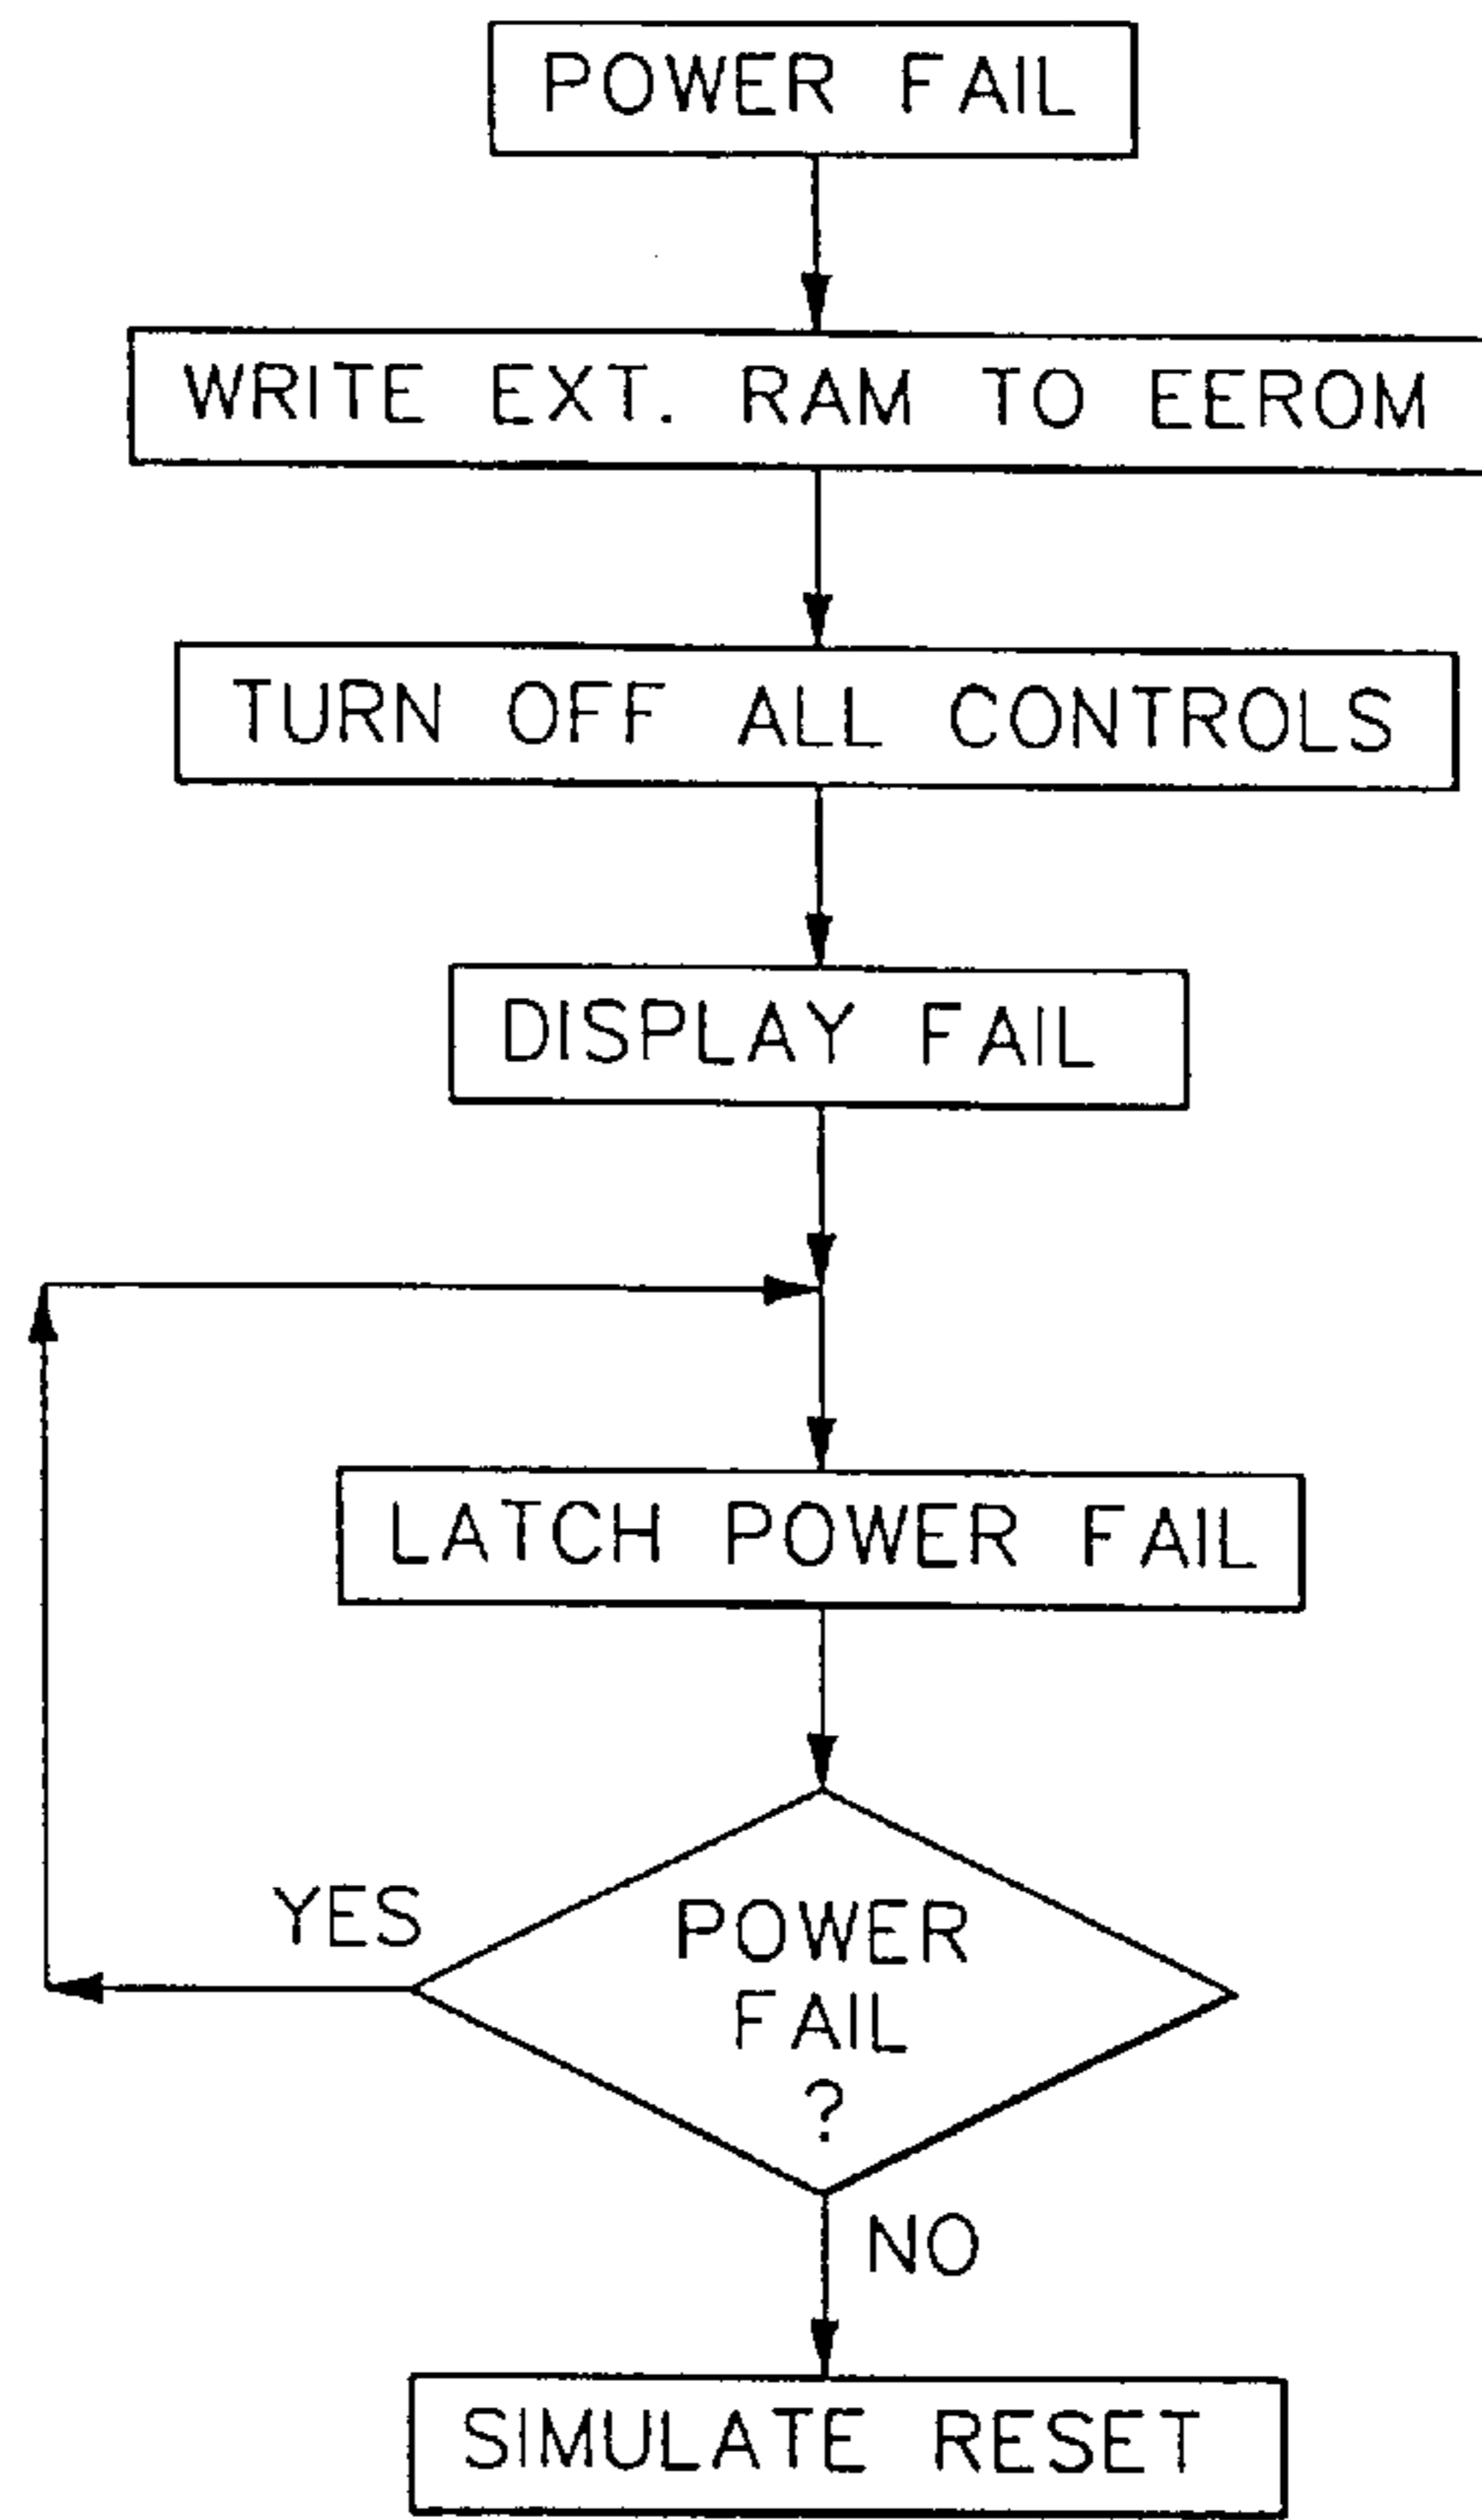 POWER FAIL
WRITE EXT. RAM TO EEROM
TURN OFF ALL CONTROLS
DISPLAY FAIL
LATCH POWER FAIL
YES
POWER
FAIL
?
NO
SIMULATE RESET